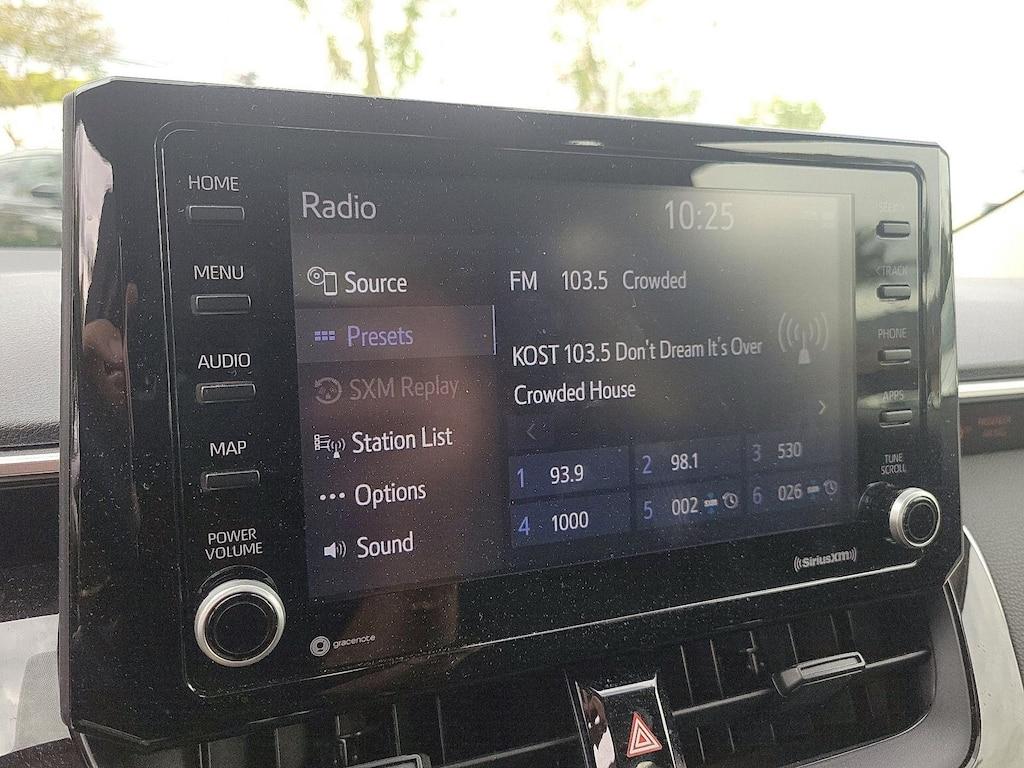 HOME
MENU
AUDIO
MAP
POWER
VOLUME
Radio
10:25
Source
Presets
SXM Replay
Station List
Options
Sound
FM 103.5 Crowded
KOST 103.5 Don't Dream It's Over
Crowded House
1 93.9
2 98.1
3 530
4 1000
5 002
6 026
<TRACK
PHONE
APPS
TUNE
SCROLL
((SiriusXM))
gracenote